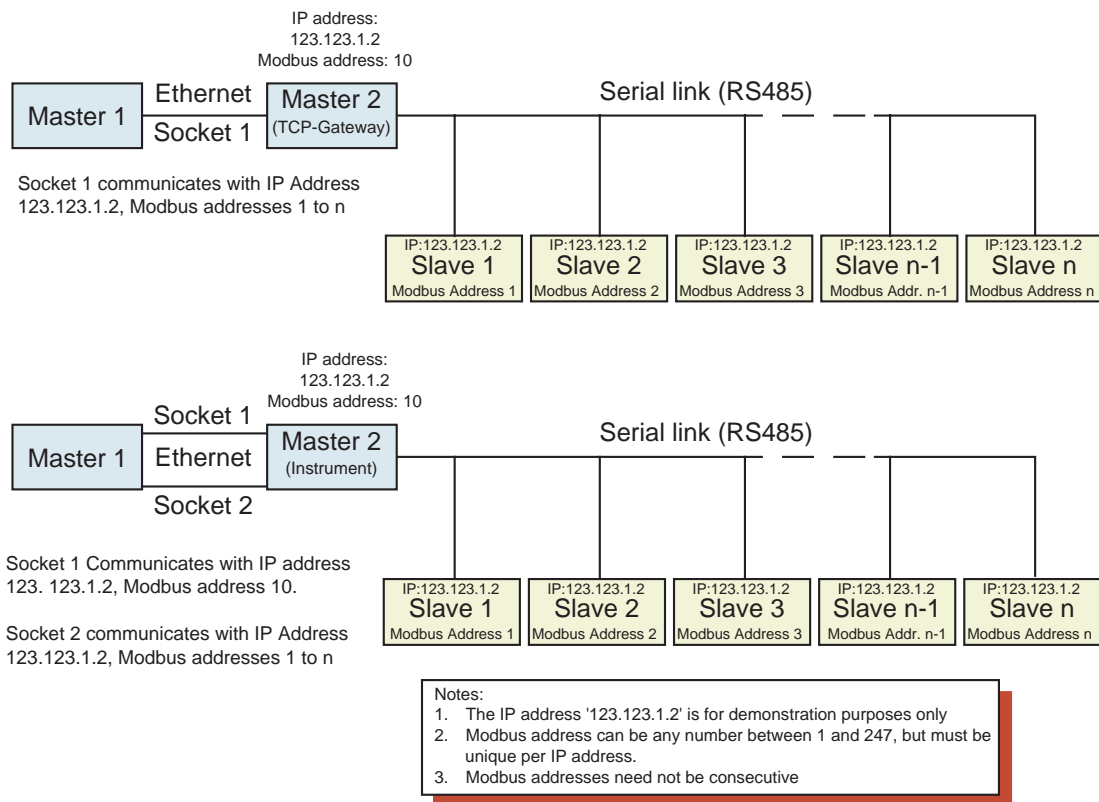 IP address:
123.123.1.2
Modbus address: 10
Master 1
Ethernet
Socket 1
Master 2
(TCP-Gateway)
Serial link (RS485)
Socket 1 communicates with IP Address
123.123.1.2, Modbus addresses 1 to n
IP:123.123.1.2
Slave 1
Modbus Address 1
IP:123.123.1.2
Slave 2
Modbus Address 2
IP:123.123.1.2
Slave 3
Modbus Address 3
IP:123.123.1.2
Slave n-1
Modbus Addr. n-1
IP:123.123.1.2
Slave n
Modbus Address n
IP address:
123.123.1.2
Modbus address: 10
Master 1
Socket 1
Ethernet
Socket 2
Master 2
(Instrument)
Serial link (RS485)
Socket 1 Communicates with IP address
123. 123.1.2, Modbus address 10.
Socket 2 communicates with IP Address
123.123.1.2, Modbus addresses 1 to n
IP:123.123.1.2
Slave 1
Modbus Address 1
IP:123.123.1.2
Slave 2
Modbus Address 2
IP:123.123.1.2
Slave 3
Modbus Address 3
IP:123.123.1.2
Slave n-1
Modbus Addr. n-1
IP:123.123.1.2
Slave n
Modbus Address n
Notes:
1. The IP address '123.123.1.2' is for demonstration purposes only
2. Modbus address can be any number between 1 and 247, but must be
unique per IP address.
3. Modbus addresses need not be consecutive